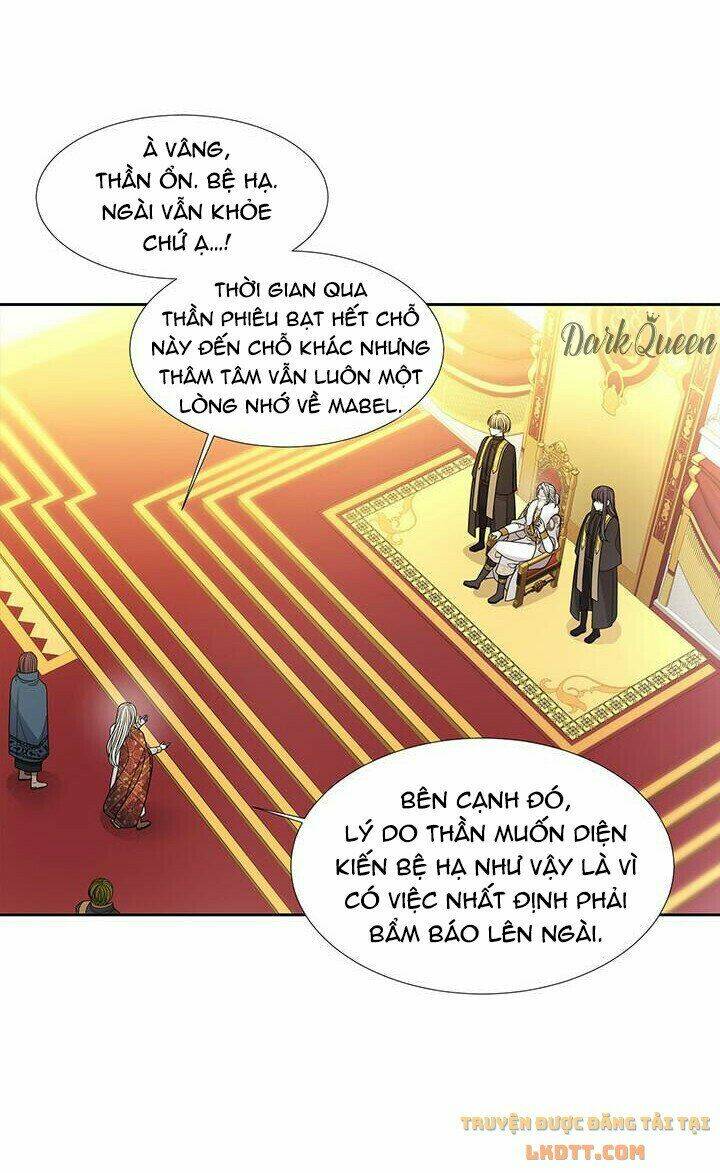 À VÂNG,
THẦN ỔN. BỆ HẠ.
NGÀI VẪN KHỎE
CHỨ Ạ...!
THỜI GIAN QUA
THẦN PHIÊU BẠT HẾT CHỖ
NÀY ĐẾN CHỖ KHÁC NHƯNG
THÂM TÂM VẪN LUÔN MỘT
LÒNG NHỚ VỀ MABEL.
DarkQueen
BÊN CẠNH ĐÓ,
LÝ DO THẦN MUỐN DIỆN
KIẾN BỆ HẠ NHƯ VẬY LÀ VÌ
CÓ VIỆC NHẤT ĐỊNH PHẢI
BẨM BÁO LÊN NGÀI.
TRUYỆN ĐƯỢC ĐĂNG TẢI TẠI
LKDTT.COM